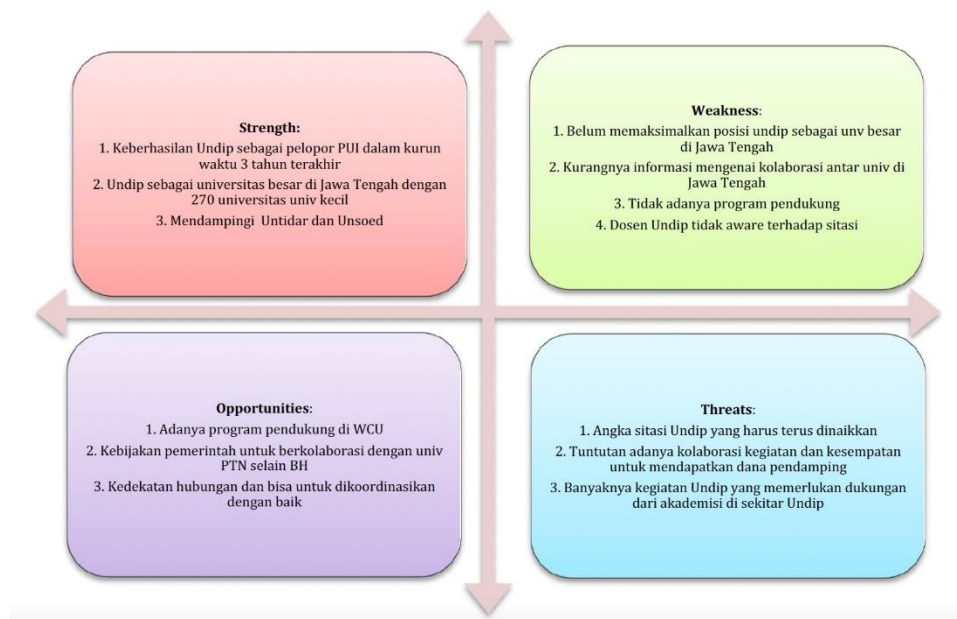 Strength:
1. Keberhasilan Undip sebagai pelopor PUI dalam kurun
waktu 3 tahun terakhir
2. Undip sebagai universitas besar di Jawa Tengah dengan
270 universitas univ kecil
3. Mendampingi Untidar dan Unsoed
Weakness:
1. Belum memaksimalkan posisi undip sebagai unv besar
di Jawa Tengah
2. Kurangnya informasi mengenai kolaborasi antar univ di
Jawa Tengah
3. Tidak adanya program pendukung
4. Dosen Undip tidak aware terhadap sitasi
Opportunities:
1. Adanya program pendukung di WCU
2. Kebijakan pemerintah untuk berkolaborasi dengan univ
PTN selain BH
3. Kedekatan hubungan dan bisa untuk dikoordinasikan
dengan baik
Threats:
1. Angka sitasi Undip yang harus terus dinaikkan
2. Tuntutan adanya kolaborasi kegiatan dan kesempatan
untuk mendapatkan dana pendamping
3. Banyaknya kegiatan Undip yang memerlukan dukungan
dari akademisi di sekitar Undip